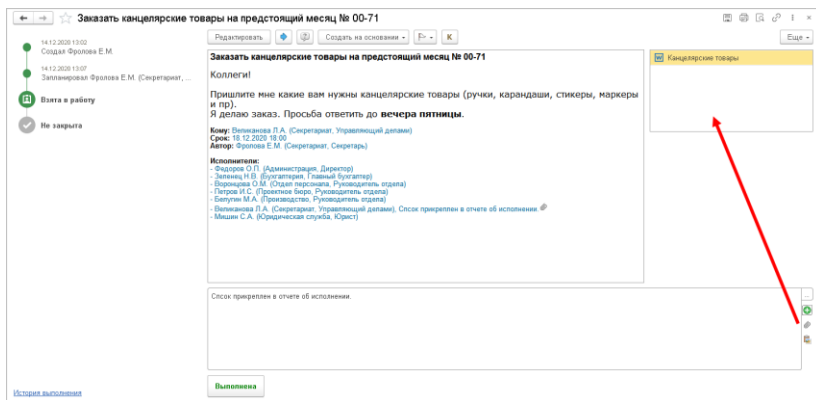 Заказать канцелярские товары на предстоящий месяц № 00-71
Редактировать
Создать на основании
К
Еще
14.12.2020 13:02
Создал Фролова Е.М.
14.12.2020 13:07
Запланировал Фролова Е.М. (Секретариат, ...
Взята в работу
Не закрыта
Заказать канцелярские товары на предстоящий месяц № 00-71
Коллеги!
Пришлите мне какие вам нужны канцелярские товары (ручки, карандаши, стикеры, маркеры
и пр).
Я делаю заказ. Просьба ответить до вечера пятницы.
Кому: Великанова Л.А. (Секретариат, Управляющий делами)
Срок: 18.12.2020 18:00
Автор: Фролова Е.М. (Секретариат, Секретарь)
Исполнители:
- Федоров О.П. (Администрация, Директор)
- Зеленец Н.В. (Бухгалтерия, Главный бухгалтер)
- Воронцова О.М. (Отдел персонала, Руководитель отдела)
- Петров И.С. (Проектное бюро, Руководитель отдела)
- Белугин М.А. (Производство, Руководитель отдела)
- Великанова Л.А. (Секретариат, Управляющий делами), Спсок прикреплен в отчете об исполнении.
- Мишин С.А. (Юридическая служба, Юрист)
Канцелярские товары
Спсок прикреплен в отчете об исполнении.
...
Выполнена
История выполнения